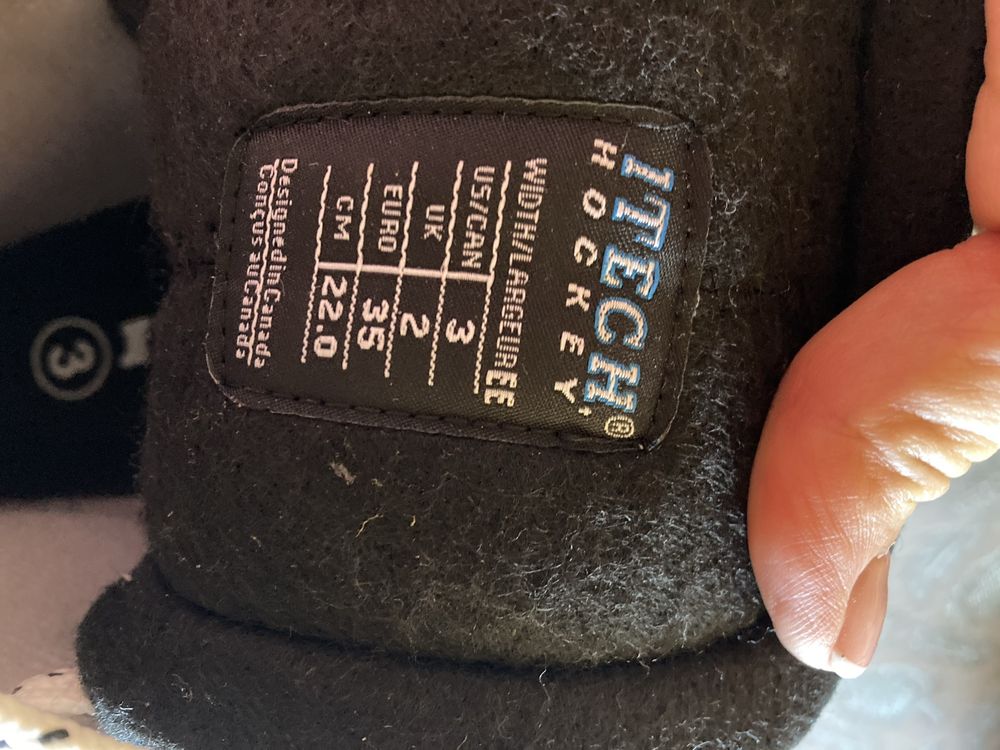 ITECH®
HOCKEY
WIDTH/LARGEUR EE
US/CAN 3
UK 2
EURO 35
CM 22.0
Designed in Canada
Conçus au Canada
3